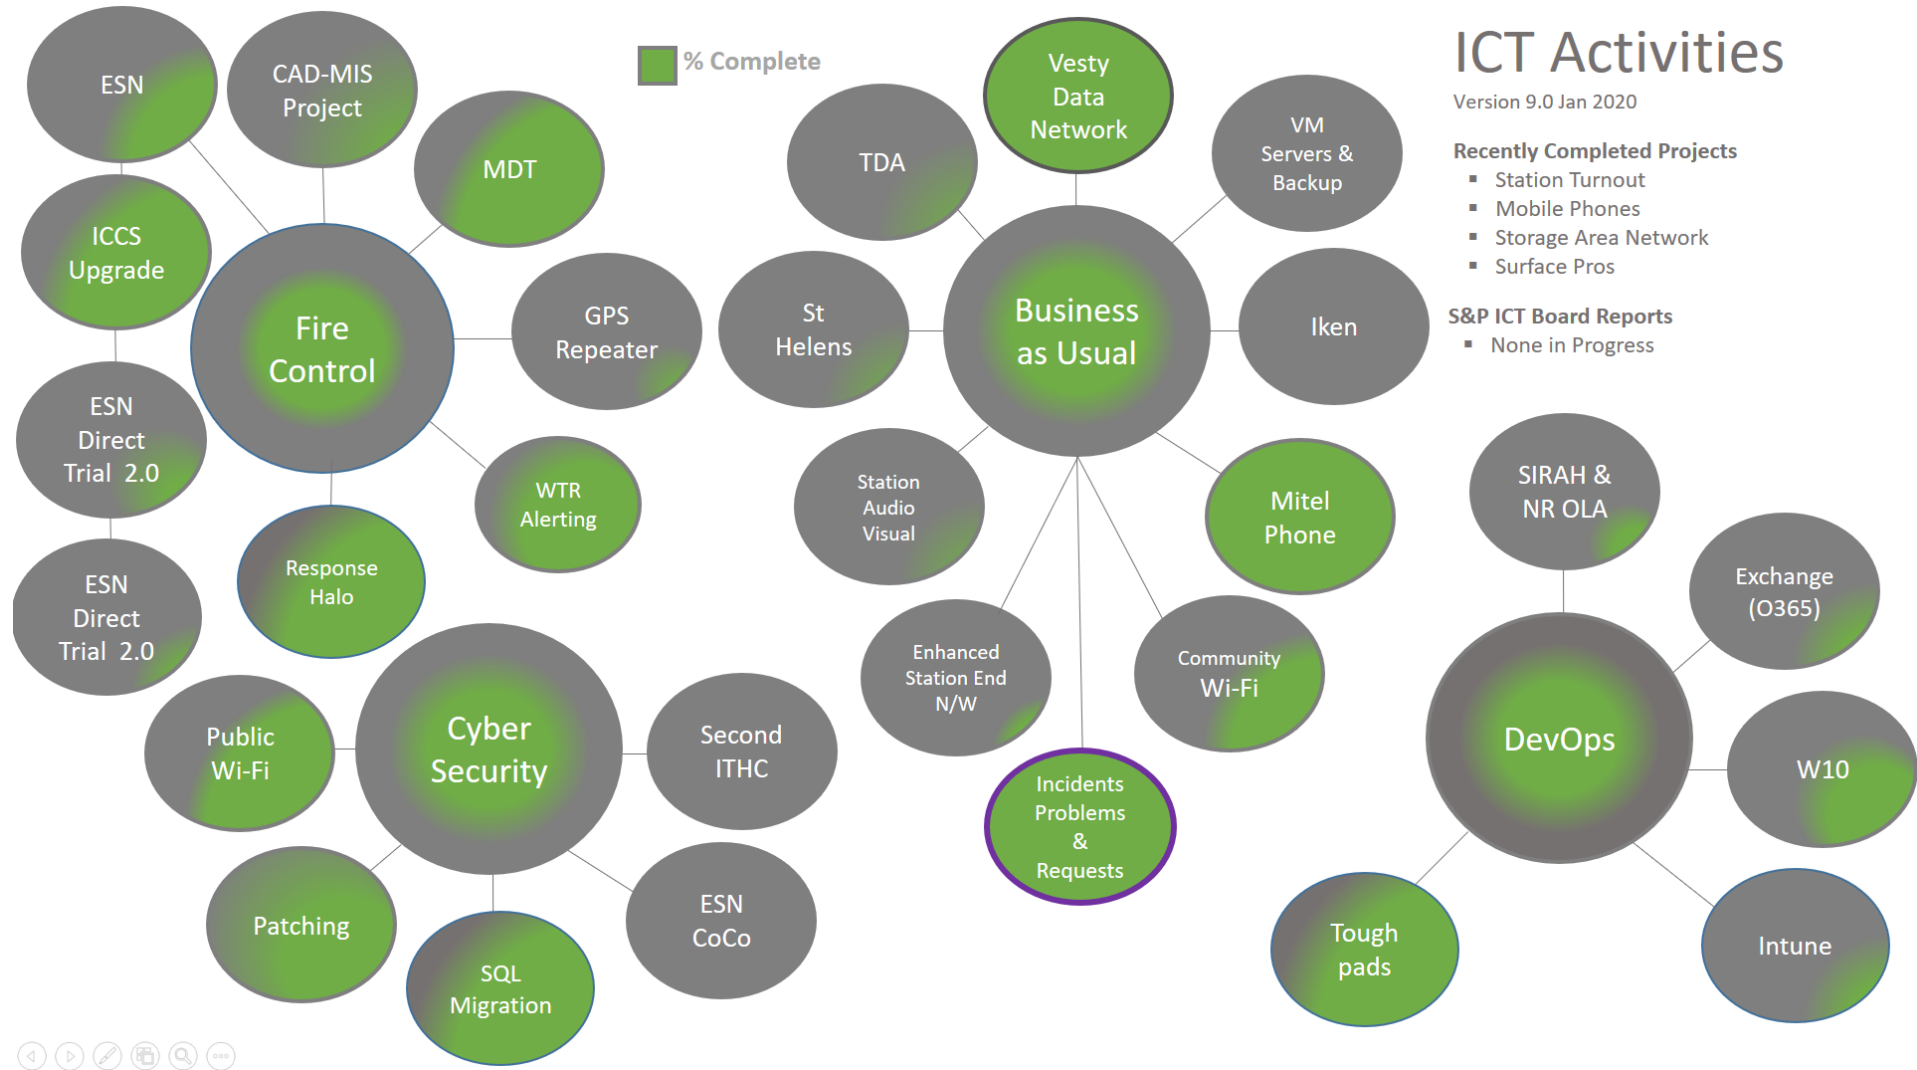 ICT Activities
Version 9.0 Jan 2020
Recently Completed Projects
▪ Station Turnout
▪ Mobile Phones
▪ Storage Area Network
▪ Surface Pros
S&P ICT Board Reports
▪ None in Progress
% Complete
ESN
CAD-MIS
Project
MDT
ICCS
Upgrade
Fire
Control
GPS
Repeater
ESN
Direct
Trial 2.0
WTR
Alerting
Response
Halo
ESN
Direct
Trial 2.0
Vesty
Data
Network
TDA
VM
Servers &
Backup
St
Helens
Business
as Usual
Iken
Station
Audio
Visual
Mitel
Phone
Enhanced
Station End
N/W
Community
Wi-Fi
Incidents
Problems
&
Requests
Cyber
Security
Public
Wi-Fi
Second
ITHC
Patching
SQL
Migration
ESN
CoCo
SIRAH &
NR OLA
Exchange
(O365)
DevOps
W10
Tough
pads
Intune